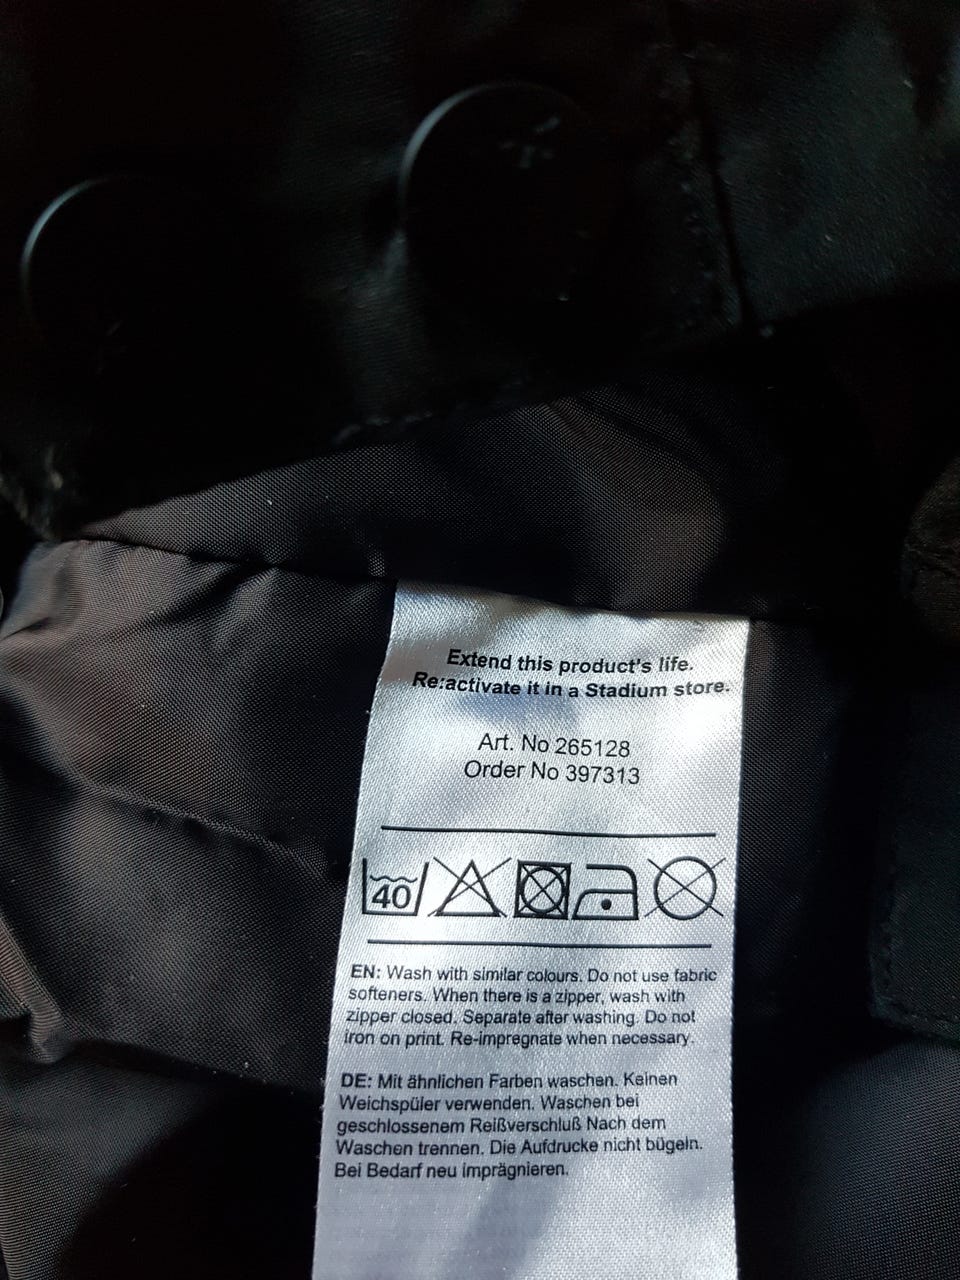 Extend this product's life.
Re:activate it in a Stadium store.
Art. No 265128
Order No 397313
40
EN: Wash with similar colours. Do not use fabric
softeners. When there is a zipper, wash with
zipper closed. Separate after washing. Do not
iron on print. Re-impregnate when necessary.
DE: Mit ähnlichen Farben waschen. Keinen
Weichspüler verwenden. Waschen bei
geschlossenem Reißverschluß Nach dem
Waschen trennen. Die Aufdrucke nicht bügeln.
Bei Bedarf neu imprägnieren.